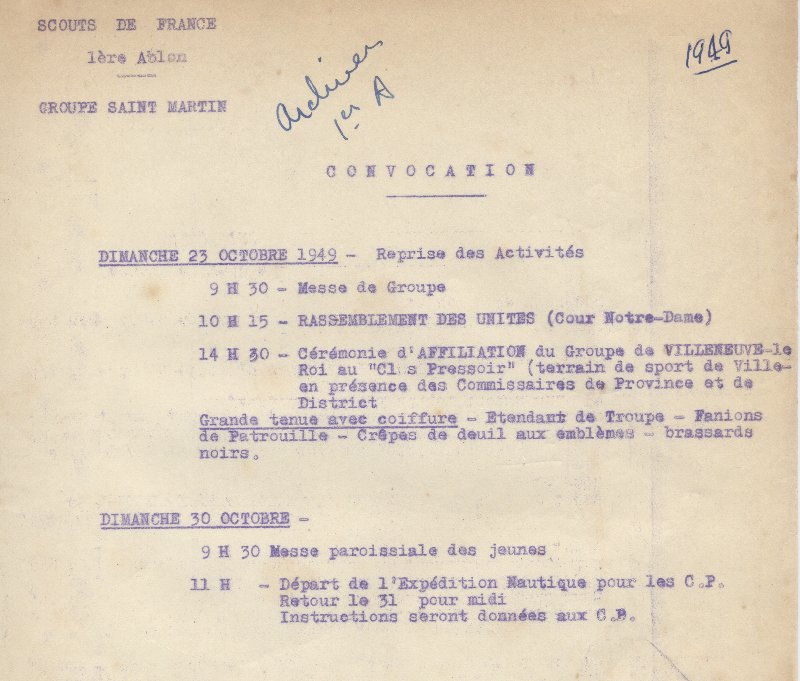 SCOUTS DE FRANCE
1ère Ablon
GROUPE SAINT MARTIN
Archives
1er A
1949
CONVOCATION
DIMANCHE 23 OCTOBRE 1949 - Reprise des Activités
9 H 30 - Messe de Groupe
10 H 15 - RASSEMBLEMENT DES UNITES (Cour Notre-Dame)
14 H 30 - Cérémonie d'AFFILIATION du Groupe de VILLENEUVE-le
Roi au "Cl s Pressoir" (terrain de sport de Ville-
en présence des Commissaires de Province et de
District
Grande tenue avec coiffure - Etendart de Troupe - Fanions
de Patrouille - Crêpes de deuil aux emblèmes - brassards
noirs.
DIMANCHE 30 OCTOBRE -
9 H 30 Messe paroissiale des jeunes
11 H - Départ de l'Expédition Nautique pour les C.P.
Retour le 31 pour midi
Instructions seront données aux C.P.